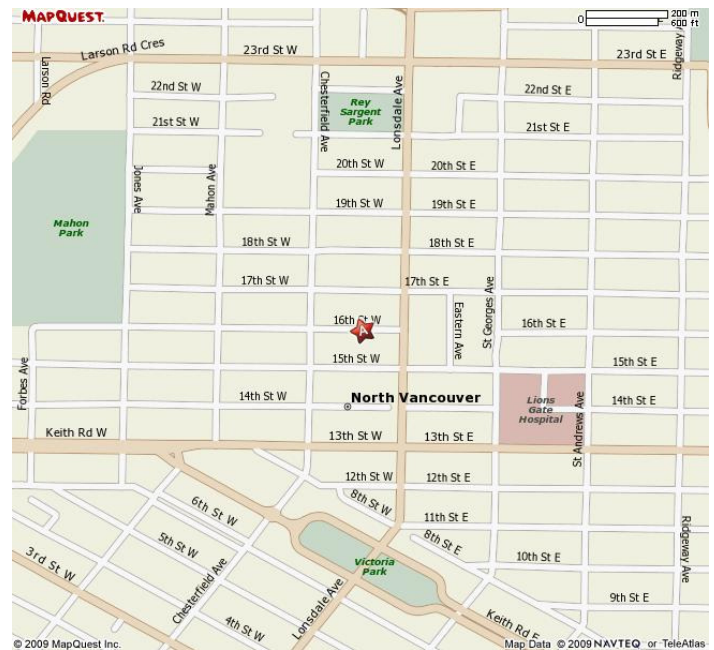 MAPQUEST.
0
200 m
600 ft
Larson Rd Cres
23rd St W
23rd St E
Ridgeway A
Larson Rd
22nd St W
Chesterfield Ave
Rey
Sargent
Park
Lonsdale Ave
22nd St E
21st St W
21st St E
Jones Ave
Mahon Ave
20th St W
20th St E
19th St W
19th St E
Mahon
Park
18th St W
18th St E
17th St W
17th St E
St Georges Ave
Eastern Ave
16th St W
A
16th St E
15th St W
15th St E
Forbes Ave
14th St W
North Vancouver
Lions
Gate
Hospital
14th St E
St Andrews Ave
Keith Rd W
13th St W
13th St E
12th St W
12th St E
8th St W
6th St W
11th St E
8th St E
Ridgeway Ave
5th St W
3rd St W
Victoria
Park
10th St E
Chesterfield Ave
Lonsdale Ave
9th St E
4th St W
Keith Rd E
© 2009 MapQuest Inc.
Map Data © 2009 NAVTEQ or TeleAtlas